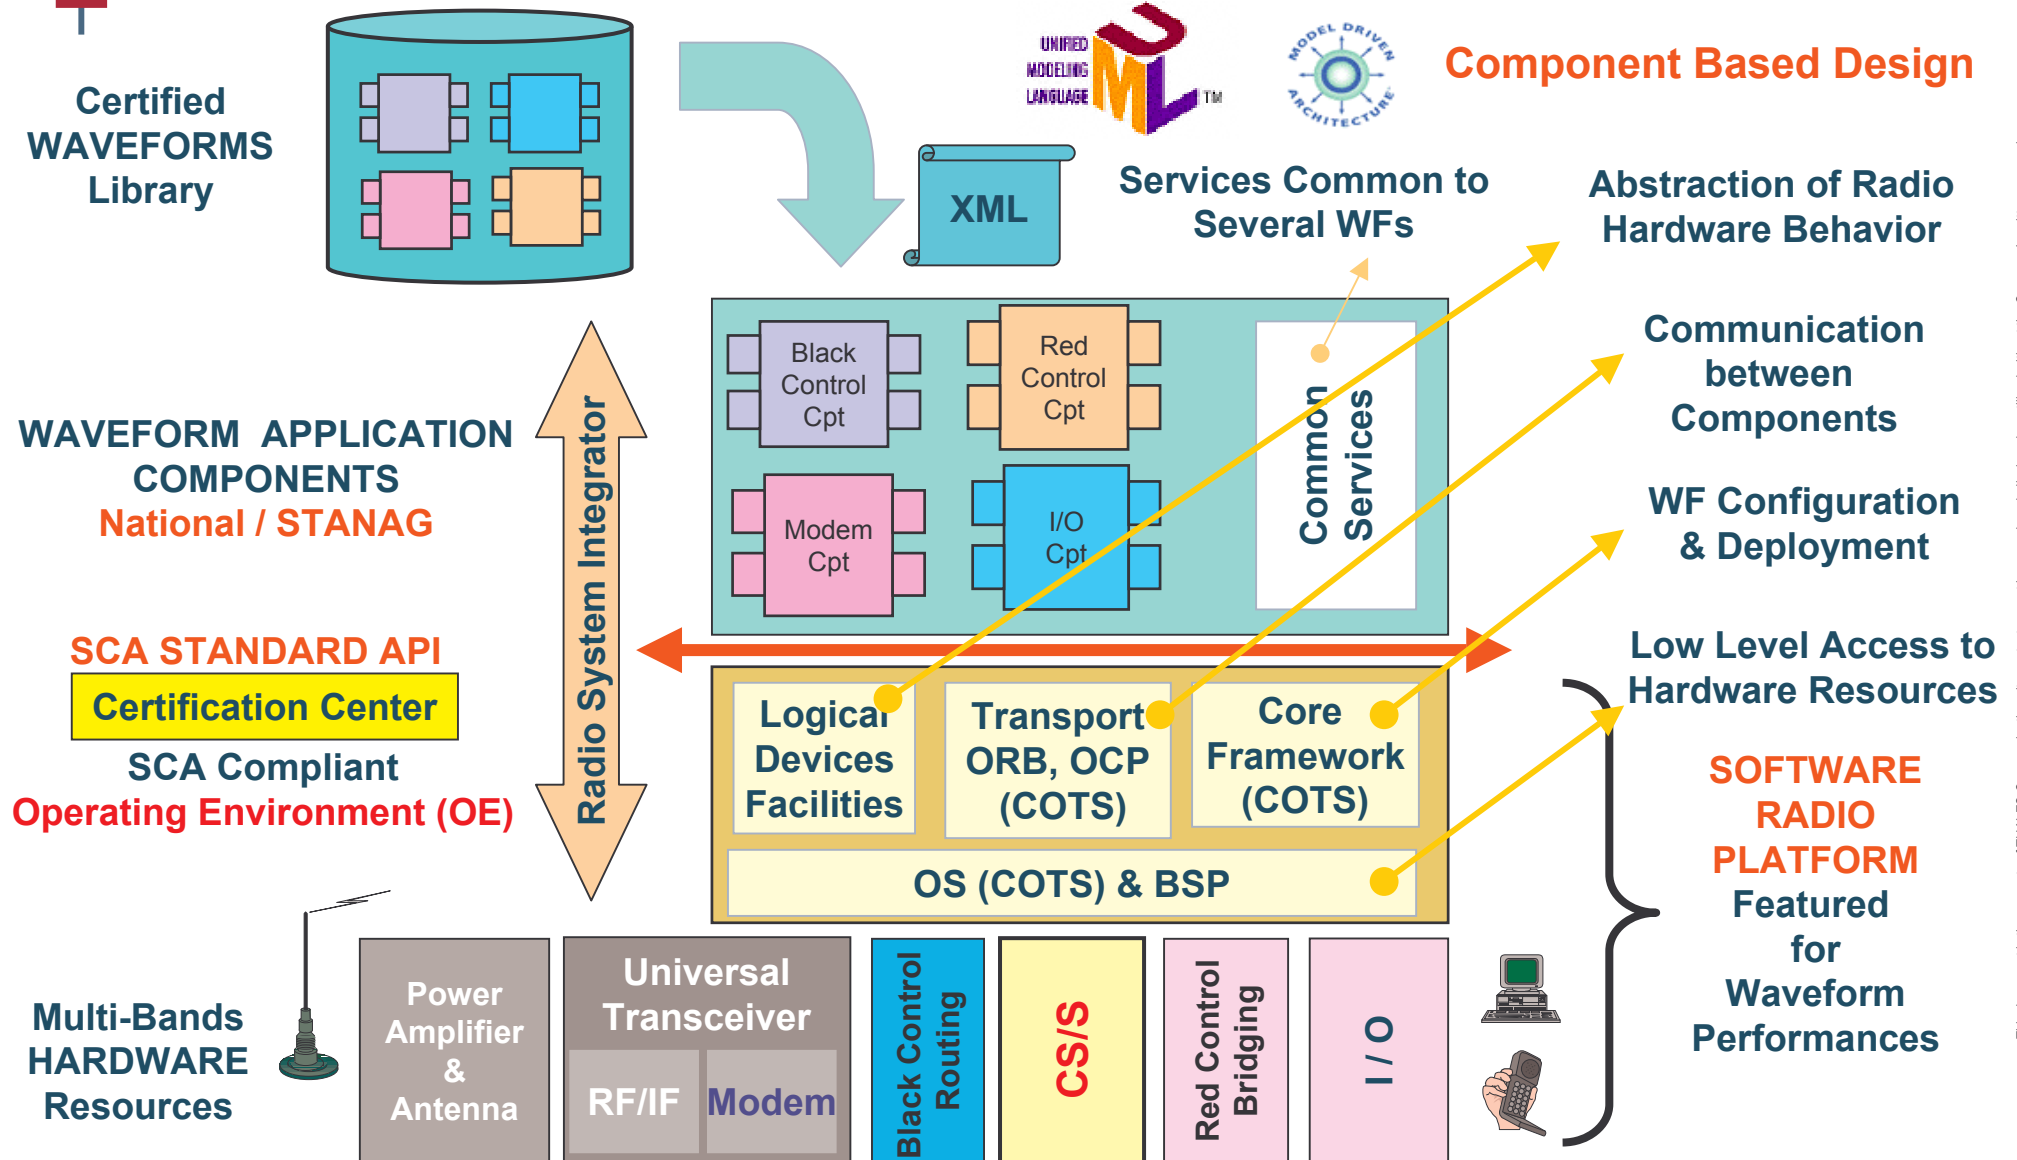 UNIFIED
MODELING
LANGUAGE
UML
TM
MODEL DRIVEN
ARCHITECTURE
Component Based Design
Certified
WAVEFORMS
Library
XML
Services Common to
Several WFs
Abstraction of Radio
Hardware Behavior
Communication
between
Components
WF Configuration
& Deployment
Low Level Access to
Hardware Resources
Black
Control
Cpt
Red
Control
Cpt
Modem
Cpt
I/O
Cpt
Common
Services
WAVEFORM APPLICATION
COMPONENTS
National / STANAG
Radio System Integrator
SCA STANDARD API
Certification Center
SCA Compliant
Operating Environment (OE)
Logical
Devices
Facilities
Transport
ORB, OCP
(COTS)
Core
Framework
(COTS)
OS (COTS) & BSP
SOFTWARE
RADIO
PLATFORM
Featured
for
Waveform
Performances
Multi-Bands
HARDWARE
Resources
Power
Amplifier
&
Antenna
Universal
Transceiver
RF/IF
Modem
Black Control
Routing
CS/S
Red Control
Bridging
I / O